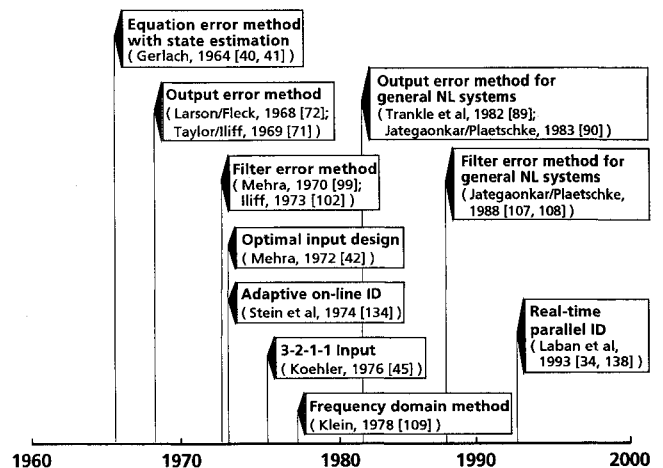 Equation error method
with state estimation
( Gerlach, 1964 [40, 41] )
Output error method
( Larson/Fleck, 1968 [72];
Taylor/Iliff, 1969 [71] )
Output error method for
general NL systems
( Trankle et al, 1982 [89];
Jategaonkar/Plaetschke, 1983 [90] )
Filter error method
( Mehra, 1970 [99];
Iliff, 1973 [102] )
Filter error method for
general NL systems
( Jategaonkar/Plaetschke,
1988 [107, 108] )
Optimal input design
( Mehra, 1972 [42] )
Adaptive on-line ID
( Stein et al, 1974 [134] )
Real-time
parallel ID
( Laban et al,
1993 [34, 138] )
3-2-1-1 Input
( Koehler, 1976 [45] )
Frequency domain method
( Klein, 1978 [109] )
1960 1970 1980 1990 2000